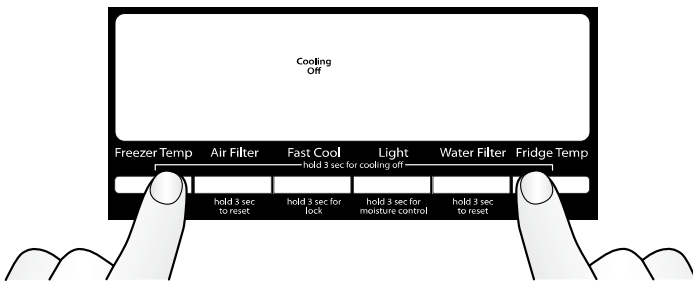 Cooling
Off
Freezer Temp Air Filter Fast Cool Light Water Filter Fridge Temp
hold 3 sec for cooling off
hold 3 sec
to reset
hold 3 sec for
lock
hold 3 sec for
moisture control
hold 3 sec
to reset